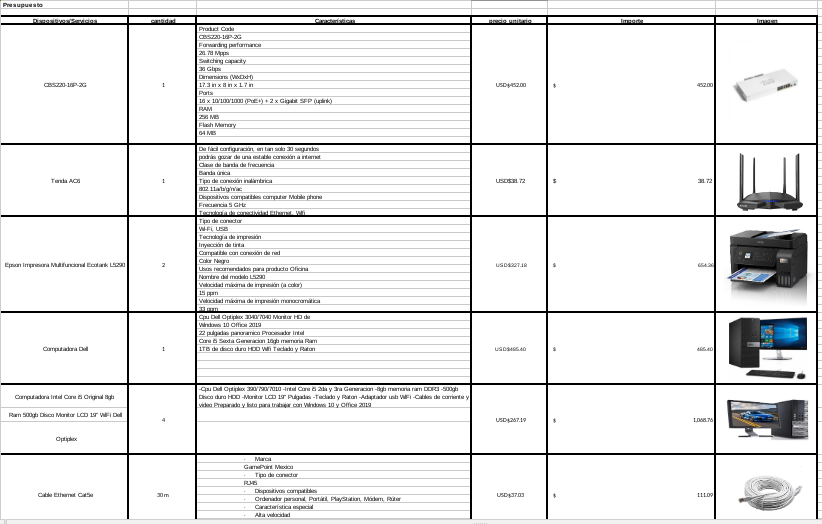 Presupuesto
Dispositivos/Servicios cantidad Características precio unitario Importe Imagen
CBS220-16P-2G 1 USD$452.00 $ 452.00
Product Code
CBS220-16P-2G
Forwarding performance
26.78 Mpps
Switching capacity
36 Gbps
Dimensions (WxDxH)
17.3 in x 8 in x 1.7 in
Ports
16 x 10/100/1000 (PoE+) + 2 x Gigabit SFP (uplink)
RAM
256 MB
Flash Memory
64 MB
Tenda AC6 1 USD$38.72 $ 38.72
De fácil configuración, en tan solo 30 segundos
podrás gozar de una estable conexión a internet
Clase de banda de frecuencia
Banda única
Tipo de conexión inalámbrica
802.11a/b/g/n/ac
Dispositivos compatibles computer Mobile phone
Frecuencia 5 GHz
Tecnología de conectividad Ethernet, Wifi
Epson Impresora Multifuncional Ecotank L5290 2 USD$327.18 $ 654.36
Tipo de conector
Wi-Fi, USB
Tecnología de impresión
Inyección de tinta
Compatible con conexión de red
Color Negro
Usos recomendados para producto Oficina
Nombre del modelo L5290
Velocidad máxima de impresión (a color)
15 ppm
Velocidad máxima de impresión monocromática
33 ppm
Computadora Dell 1 USD$485.40 $ 485.40
Cpu Dell Optiplex 3040/7040 Monitor HD de
Windows 10 Office 2019
22 pulgadas panoramico Procesador Intel
Core i5 Sexta Generacion 16gb memoria Ram
1TB de disco duro HDD Wifi Teclado y Raton
Computadora Intel Core i5 Original 8gb
Ram 500gb Disco Monitor LCD 19" WiFi Dell
Optiplex
4 USD$267.19 $ 1,068.76
-Cpu Dell Optiplex 390/790/7010 -Intel Core i5 2da y 3ra Generacion -8gb memoria ram DDR3 -500gb
Disco duro HDD -Monitor LCD 19" Pulgadas -Teclado y Raton -Adaptador usb WiFi -Cables de corriente y
video Preparado y listo para trabajar con Windows 10 y Office 2019
Cable Ethernet Cat5e 30 m USD$37.03 $ 111.09
· Marca
GamePoint Mexico
· Tipo de conector
RJ45
· Dispositivos compatibles
· Ordenador personal, Portátil, PlayStation, Módem, Rúter
· Característica especial
· Alta velocidad